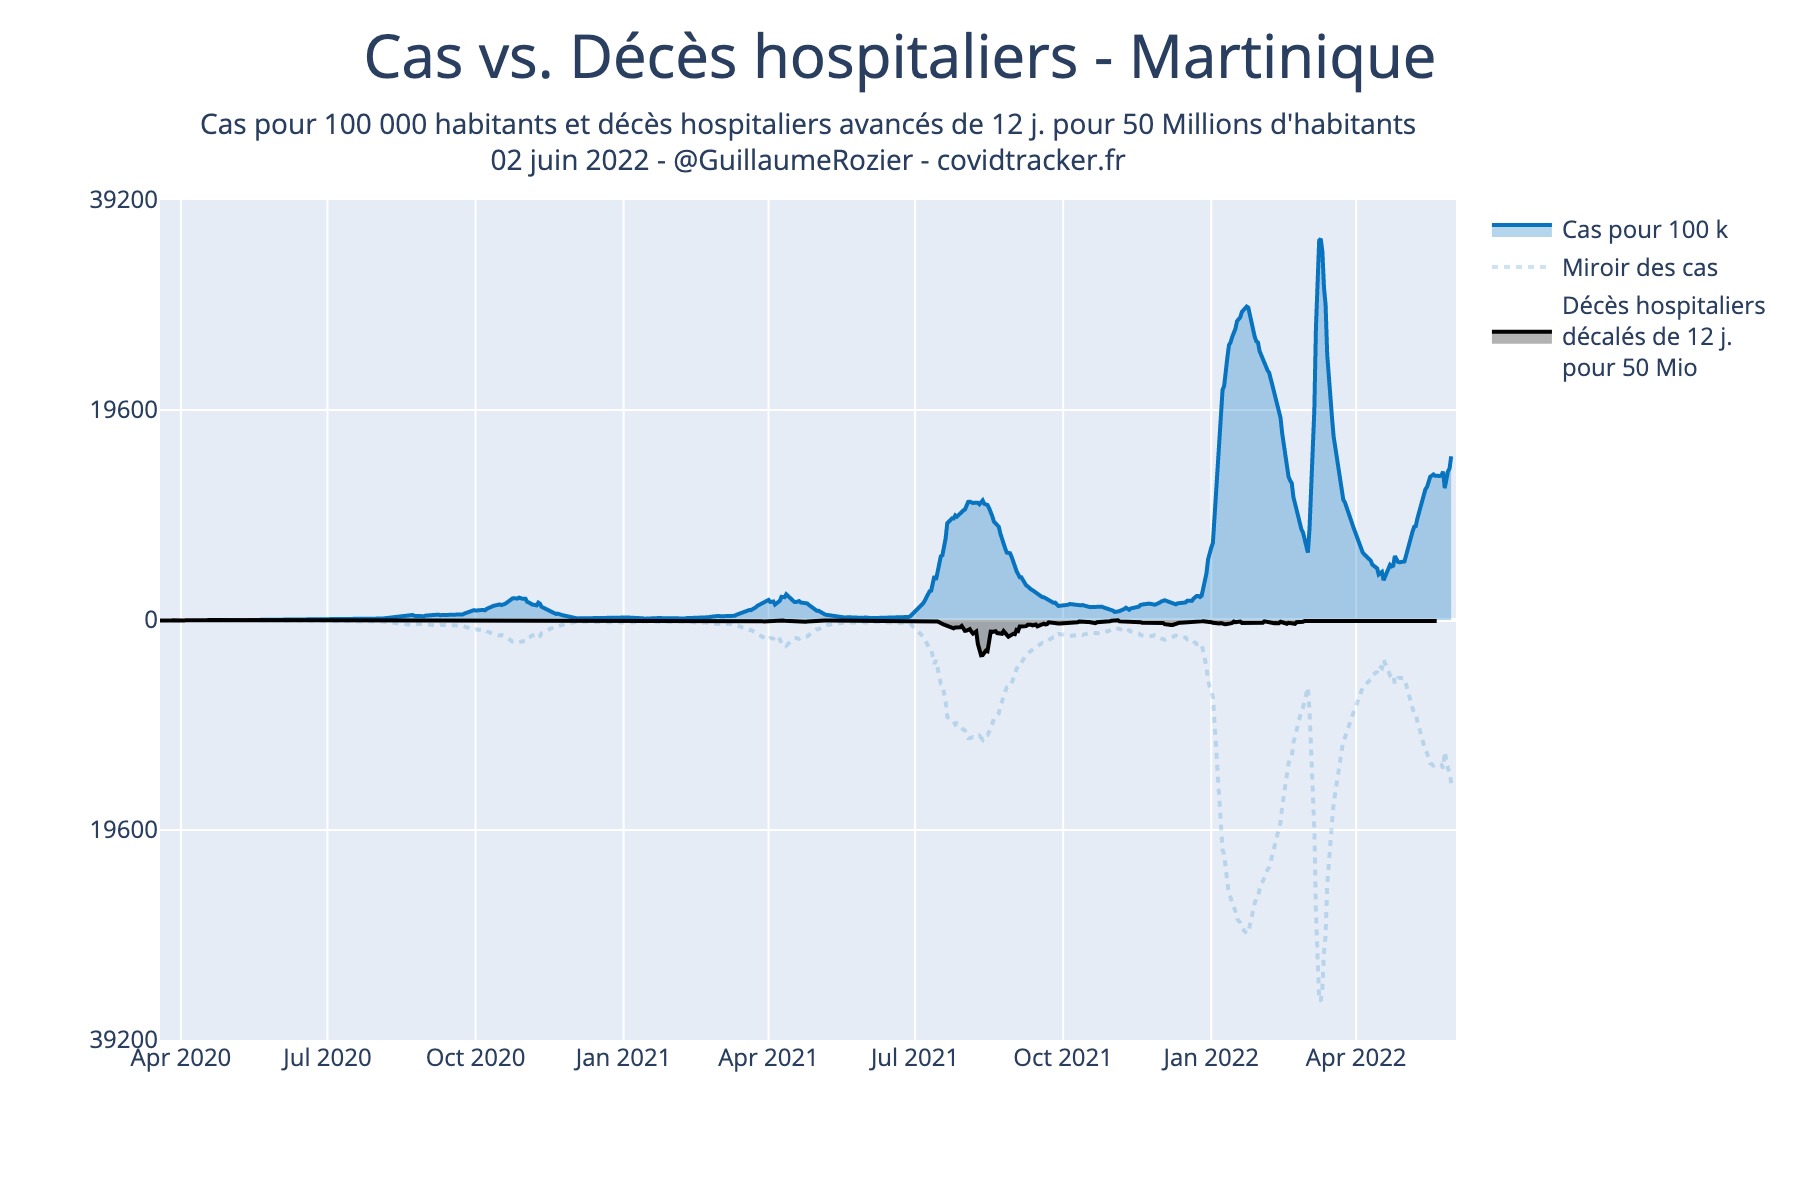 Cas vs. Décès hospitaliers - Martinique
Cas pour 100 000 habitants et décès hospitaliers avancés de 12 j. pour 50 Millions d'habitants
02 juin 2022 - @GuillaumeRozier - covidtracker.fr
39200
19600
0
19600
39200
Apr 2020
Jul 2020
Oct 2020
Jan 2021
Apr 2021
Jul 2021
Oct 2021
Jan 2022
Apr 2022
Cas pour 100 k
Miroir des cas
Décès hospitaliers
décalés de 12 j.
pour 50 Mio